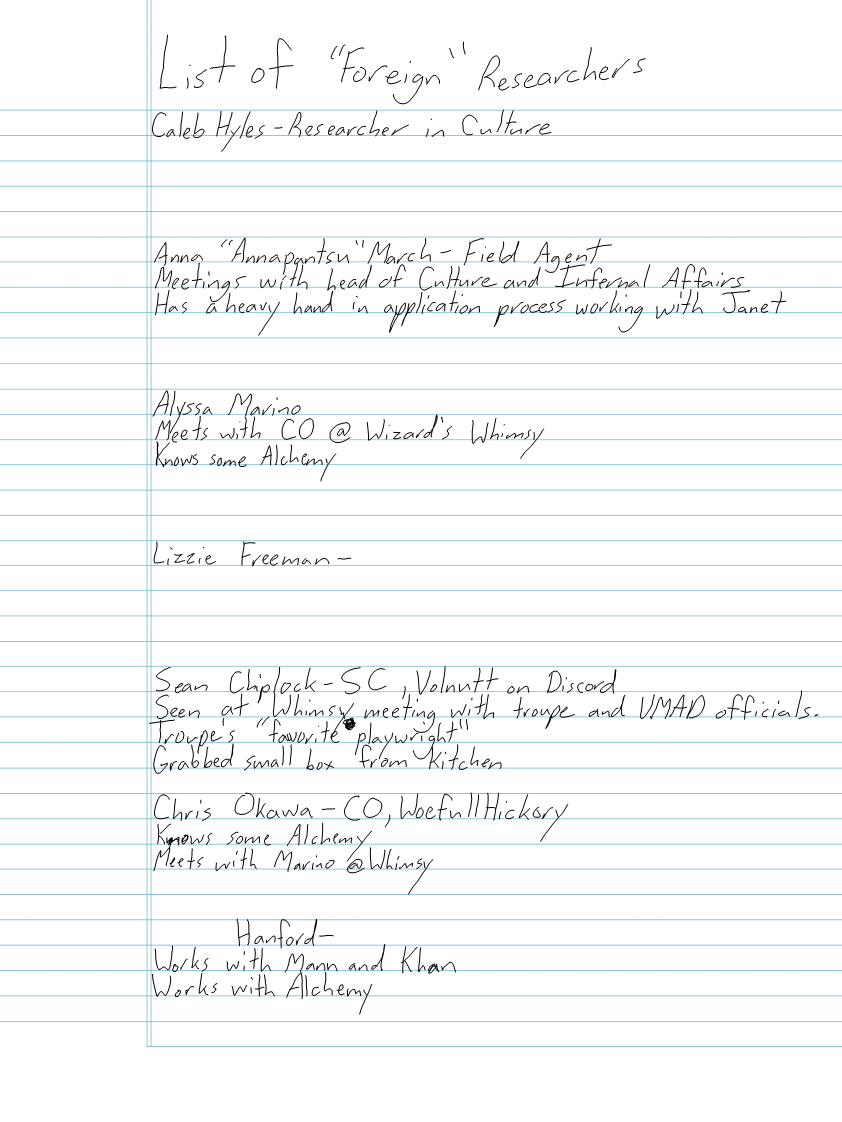 List of "Foreign" Researchers
Caleb Hyles - Researcher in Culture
Anna "Annapantsu" March - Field Agent
Meetings with head of Culture and Internal Affairs
Has a heavy hand in application process working with Janet
Alyssa Marino
Meets with CO @ Wizard's Whimsy
Knows some Alchemy
Lizzie Freeman -
Sean Chiplock - SC, Volnutt on Discord
Seen at Whimsy meeting with troupe and UMAD officials.
Troupe's "favorite playwright"
Grabbed small box from kitchen
Chris Okawa - CO, WoefullHickory
Knows some Alchemy
Meets with Marino @ Whimsy
Hanford -
Works with Mann and Khan
Works with Alchemy